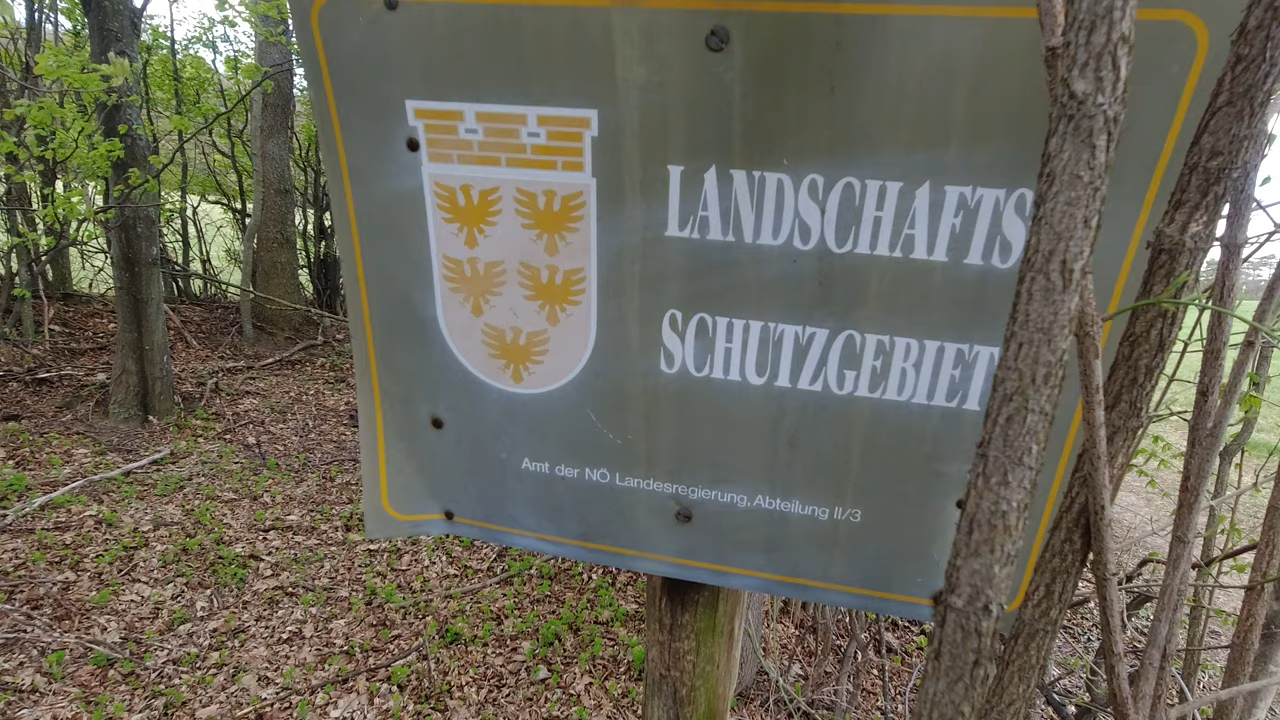 LANDSCHAFTS
SCHUTZGEBIET
Amt der NÖ Landesregierung, Abteilung II/3